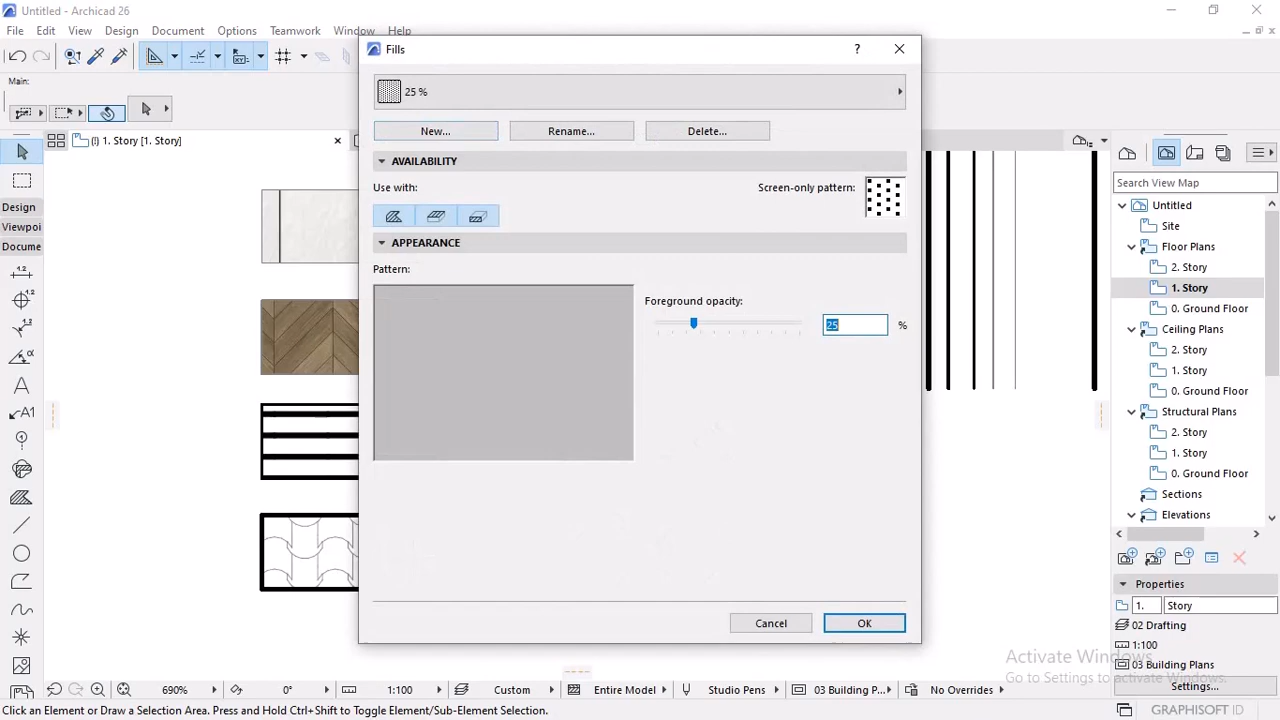 Untitled - Archicad 26
File Edit View Design Document Options Teamwork Window Help
Main:
(!) 1. Story [1. Story]
Design
Viewpoi
Docume
A
A1
Fills
?
25 %
New...
Rename...
Delete...
AVAILABILITY
Use with:
Screen-only pattern:
APPEARANCE
Pattern:
Foreground opacity:
25
%
Cancel
OK
Search View Map
Untitled
Site
Floor Plans
2. Story
1. Story
0. Ground Floor
Ceiling Plans
2. Story
1. Story
0. Ground Floor
Structural Plans
2. Story
1. Story
0. Ground Floor
Sections
Elevations
Properties
1. Story
02 Drafting
1:100
03 Building Plans
Settings...
Activate Windows
Go to Settings to activate Windows.
690% 0° 1:100 Custom Entire Model Studio Pens 03 Building P... No Overrides
Click an Element or Draw a Selection Area. Press and Hold Ctrl+Shift to Toggle Element/Sub-Element Selection.
GRAPHISOFT ID